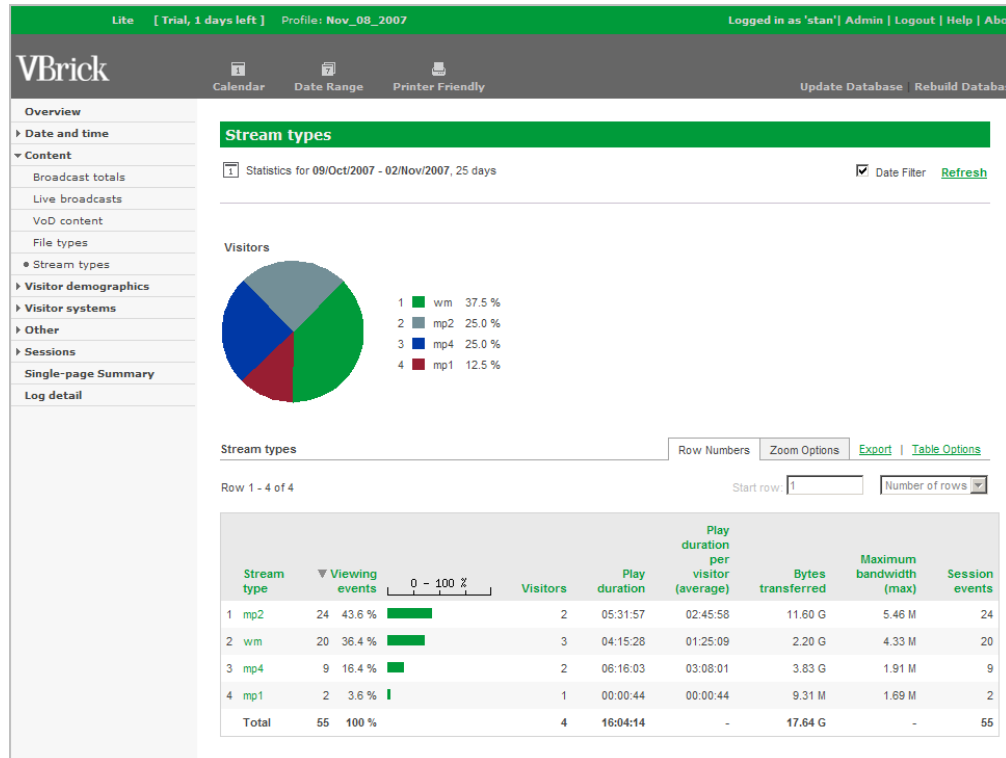 Lite [ Trial, 1 days left ] Profile: Nov_08_2007 Logged in as 'stan'| Admin | Logout | Help | Abo
VBrick
1 7
Calendar Date Range Printer Friendly Update Database | Rebuild Databa
Overview
Date and time
Content
Broadcast totals
Live broadcasts
VoD content
File types
Stream types
Visitor demographics
Visitor systems
Other
Sessions
Single-page Summary
Log detail
Stream types
1 Statistics for 09/Oct/2007 - 02/Nov/2007, 25 days Date Filter Refresh
Visitors
1 wm 37.5 %
2 mp2 25.0 %
3 mp4 25.0 %
4 mp1 12.5 %
Stream types Row Numbers Zoom Options Export | Table Options
Row 1 - 4 of 4 Start row: 1 Number of rows
Stream type Viewing events 0 - 100 % Visitors Play duration Play duration per visitor (average) Bytes transferred Maximum bandwidth (max) Session events
1 mp2 24 43.6 % 2 05:31:57 02:45:58 11.60 G 5.46 M 24
2 wm 20 36.4 % 3 04:15:28 01:25:09 2.20 G 4.33 M 20
3 mp4 9 16.4 % 2 06:16:03 03:08:01 3.83 G 1.91 M 9
4 mp1 2 3.6 % 1 00:00:44 00:00:44 9.31 M 1.69 M 2
Total 55 100 % 4 16:04:14 - 17.64 G - 55